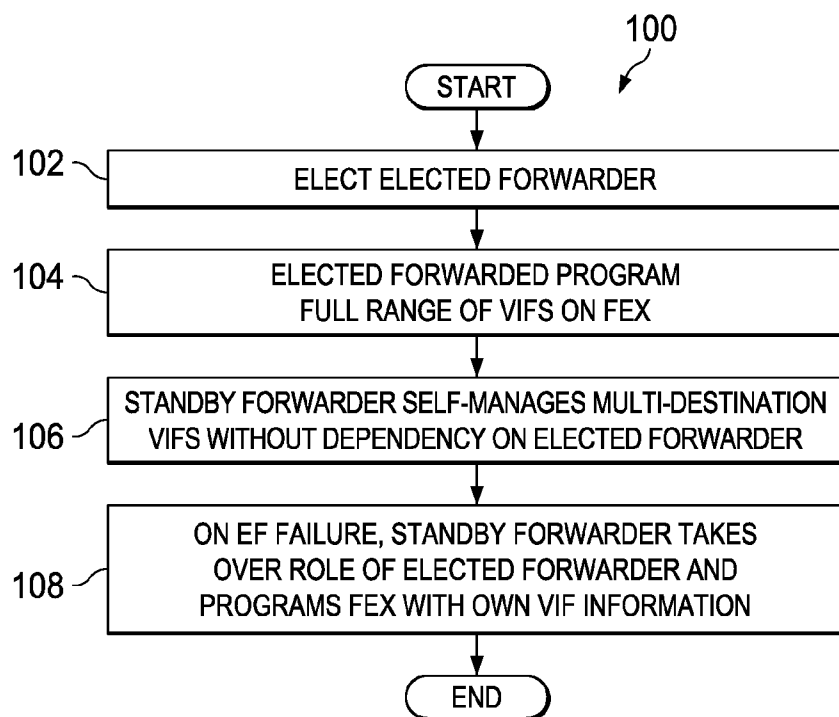 100
START
102
ELECT ELECTED FORWARDER
104
ELECTED FORWARDED PROGRAM
FULL RANGE OF VIFS ON FEX
106
STANDBY FORWARDER SELF-MANAGES MULTI-DESTINATION
VIFS WITHOUT DEPENDENCY ON ELECTED FORWARDER
108
ON EF FAILURE, STANDBY FORWARDER TAKES
OVER ROLE OF ELECTED FORWARDER AND
PROGRAMS FEX WITH OWN VIF INFORMATION
END